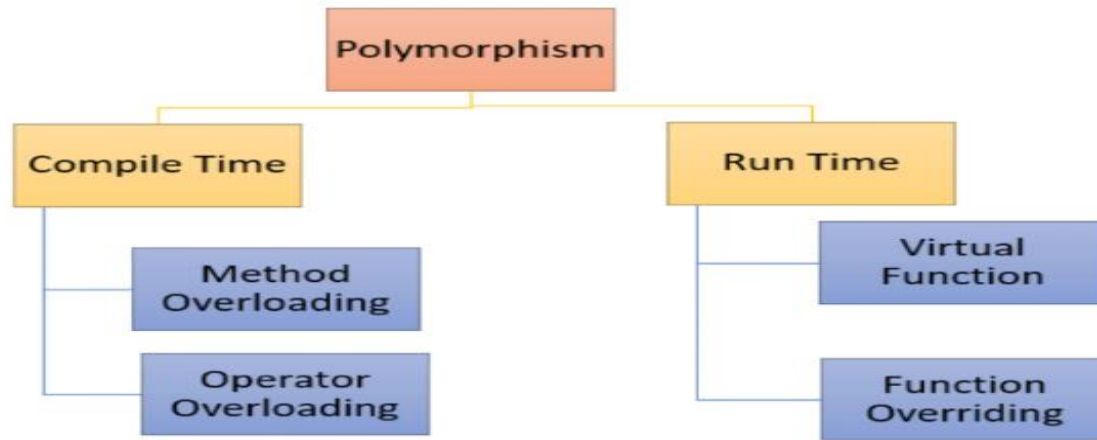 Polymorphism
Compile Time
Run Time
Method
Overloading
Operator
Overloading
Virtual
Function
Function
Overriding